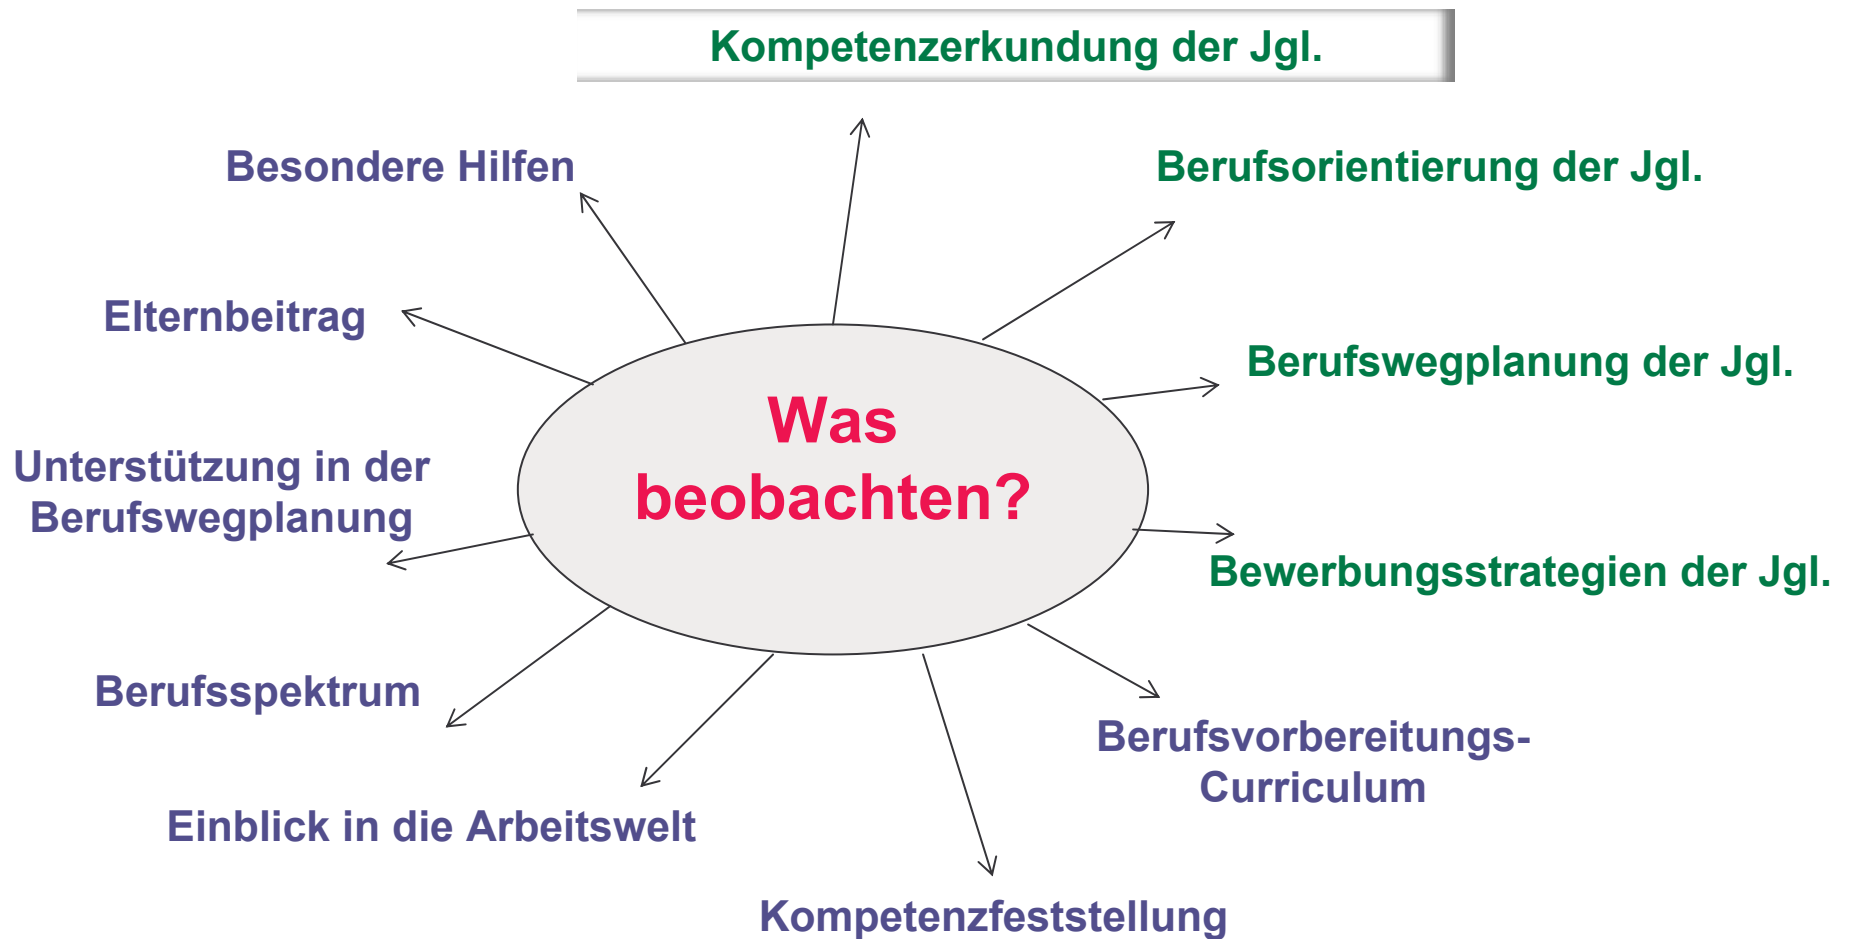 Kompetenzerkundung der Jgl.
Besondere Hilfen
Berufsorientierung der Jgl.
Elternbeitrag
Berufswegplanung der Jgl.
Was
beobachten?
Unterstützung in der
Berufswegplanung
Bewerbungsstrategien der Jgl.
Berufsspektrum
Berufsvorbereitungs-
Curriculum
Einblick in die Arbeitswelt
Kompetenzfeststellung